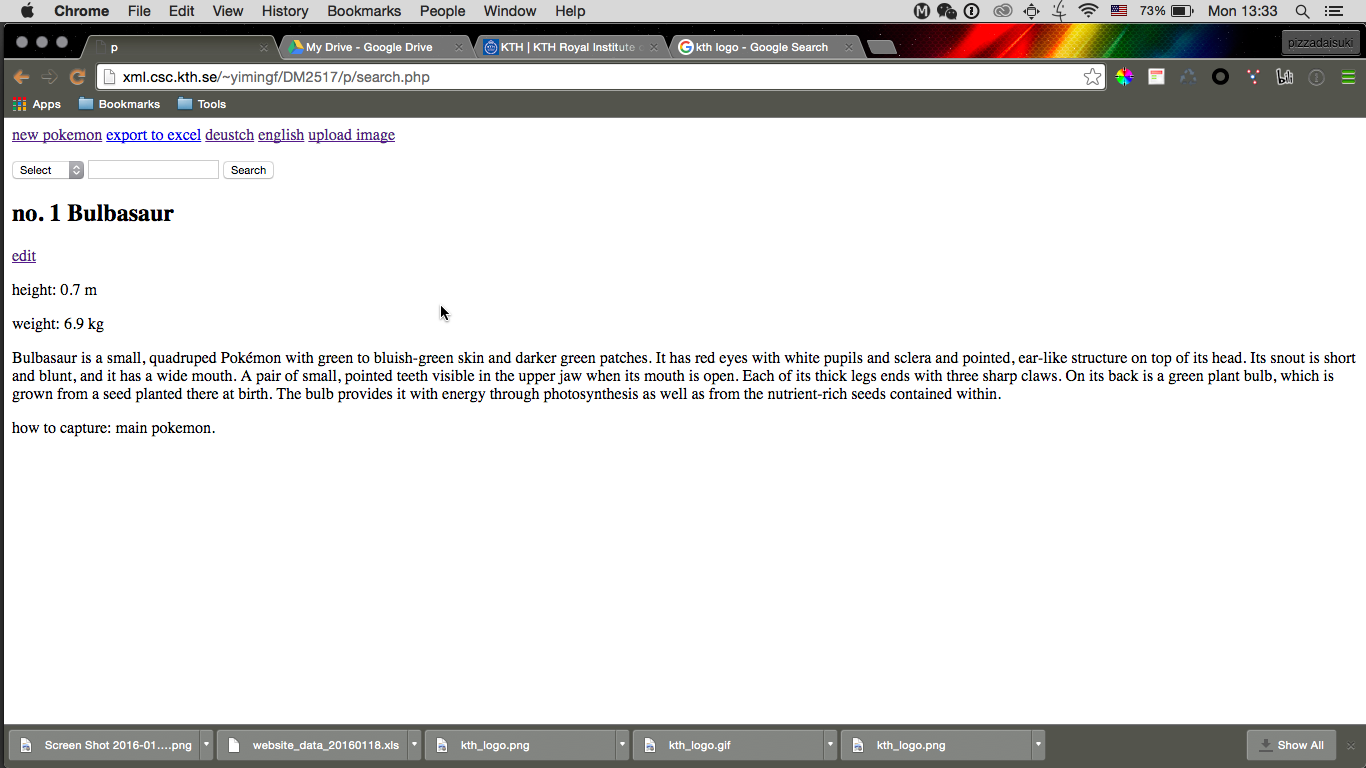 Chrome File Edit View History Bookmarks People Window Help 73% Mon 13:33
p My Drive - Google Drive KTH | KTH Royal Institute kth logo - Google Search pizzadaisuki
xml.csc.kth.se/~yimingf/DM2517/p/search.php
Apps Bookmarks Tools
new pokemon export to excel deustch english upload image
Select Search
no. 1 Bulbasaur
edit
height: 0.7 m
weight: 6.9 kg
Bulbasaur is a small, quadruped Pokémon with green to bluish-green skin and darker green patches. It has red eyes with white pupils and sclera and pointed, ear-like structure on top of its head. Its snout is short
and blunt, and it has a wide mouth. A pair of small, pointed teeth visible in the upper jaw when its mouth is open. Each of its thick legs ends with three sharp claws. On its back is a green plant bulb, which is
grown from a seed planted there at birth. The bulb provides it with energy through photosynthesis as well as from the nutrient-rich seeds contained within.
how to capture: main pokemon.
Screen Shot 2016-01....png website_data_20160118.xls kth_logo.png kth_logo.gif kth_logo.png Show All